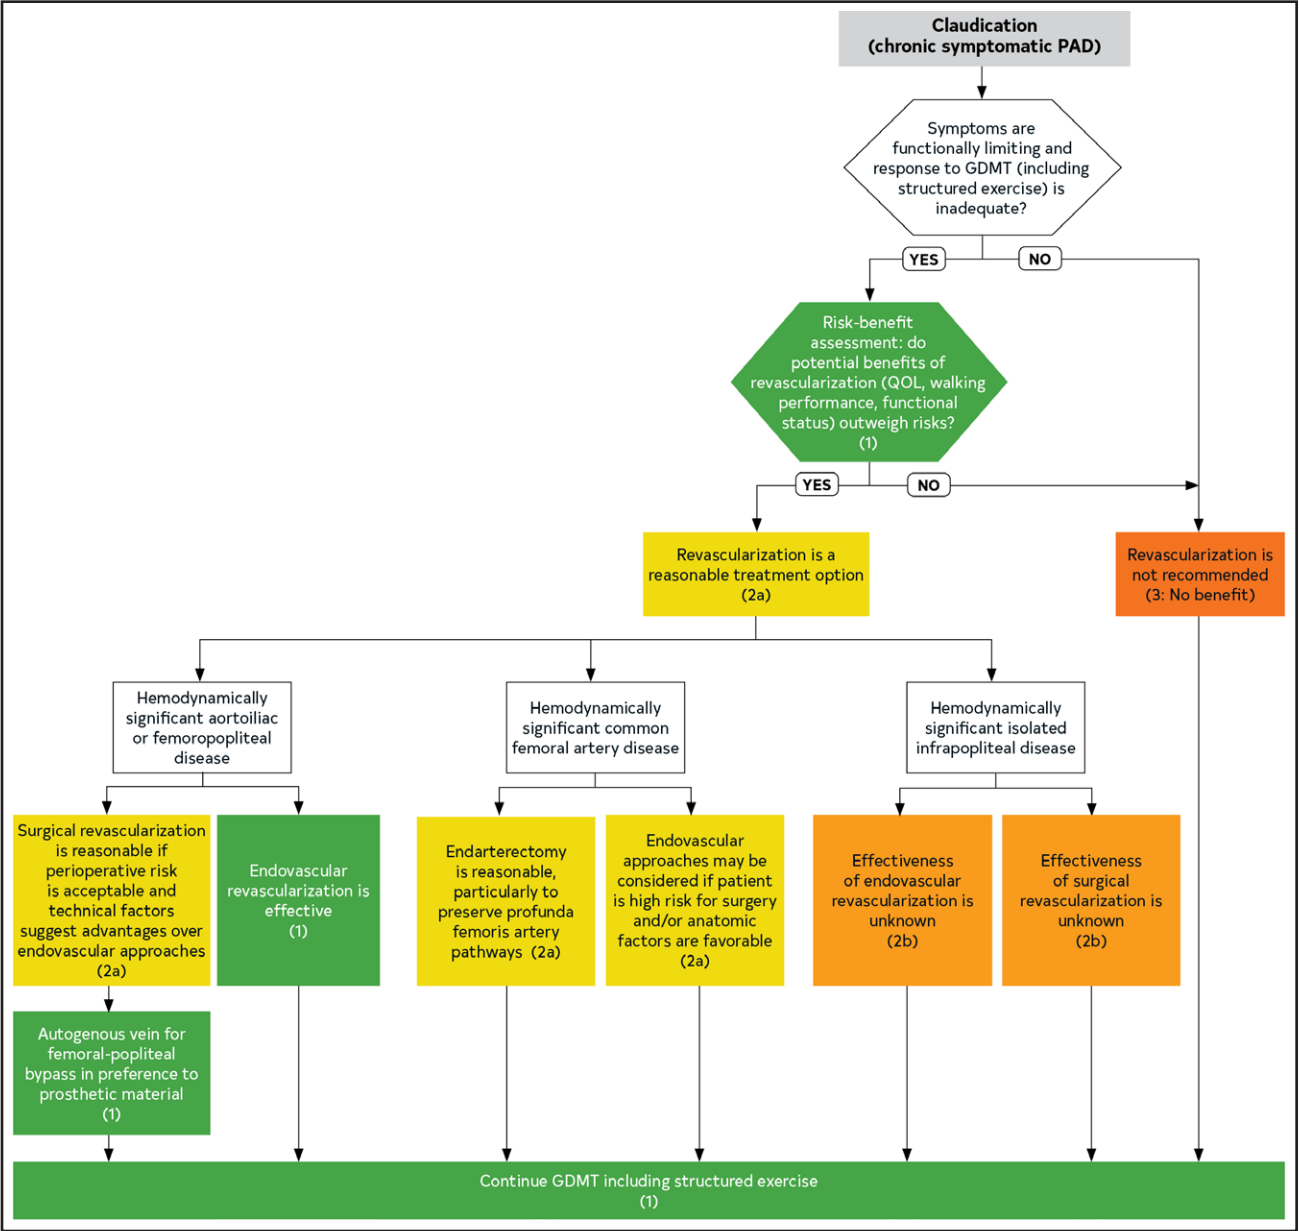 Claudication
(chronic symptomatic PAD)
Symptoms are
functionally limiting and
response to GDMT (including
structured exercise) is
inadequate?
YES
NO
Risk-benefit
assessment: do
potential benefits of
revascularization (QOL, walking
performance, functional
status) outweigh risks?
(1)
YES
NO
Revascularization is a
reasonable treatment option
(2a)
Revascularization is
not recommended
(3: No benefit)
Hemodynamically
significant aortoiliac
or femoropopliteal
disease
Hemodynamically
significant common
femoral artery disease
Hemodynamically
significant isolated
infrapopliteal disease
Surgical revascularization
is reasonable if
perioperative risk
is acceptable and
technical factors
suggest advantages over
endovascular approaches
(2a)
Endovascular
revascularization is
effective
(1)
Endarterectomy
is reasonable,
particularly to
preserve profunda
femoris artery
pathways (2a)
Endovascular
approaches may be
considered if patient
is high risk for surgery
and/or anatomic
factors are favorable
(2a)
Effectiveness
of endovascular
revascularization is
unknown
(2b)
Effectiveness
of surgical
revascularization is
unknown
(2b)
Autogenous vein for
femoral-popliteal
bypass in preference to
prosthetic material
(1)
Continue GDMT including structured exercise
(1)